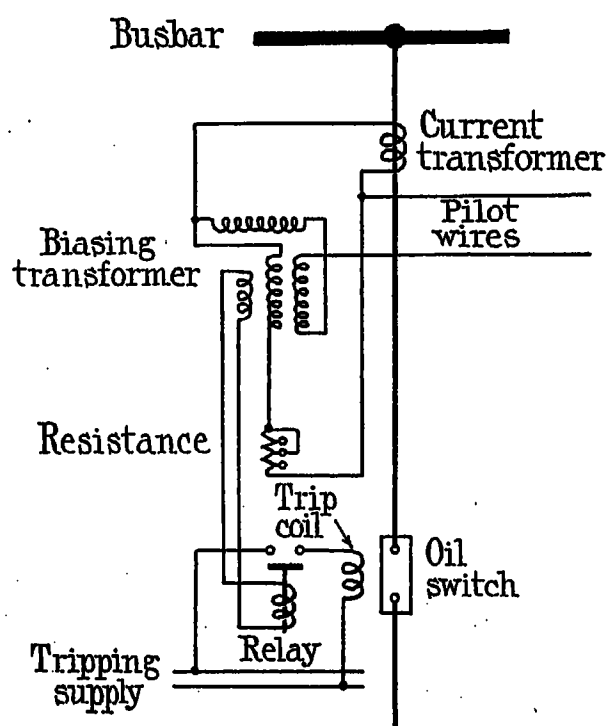 Busbar
Current
transformer
Pilot
wires
Biasing
transformer
Resistance
Trip
coil
Oil
switch
Relay
Tripping
supply